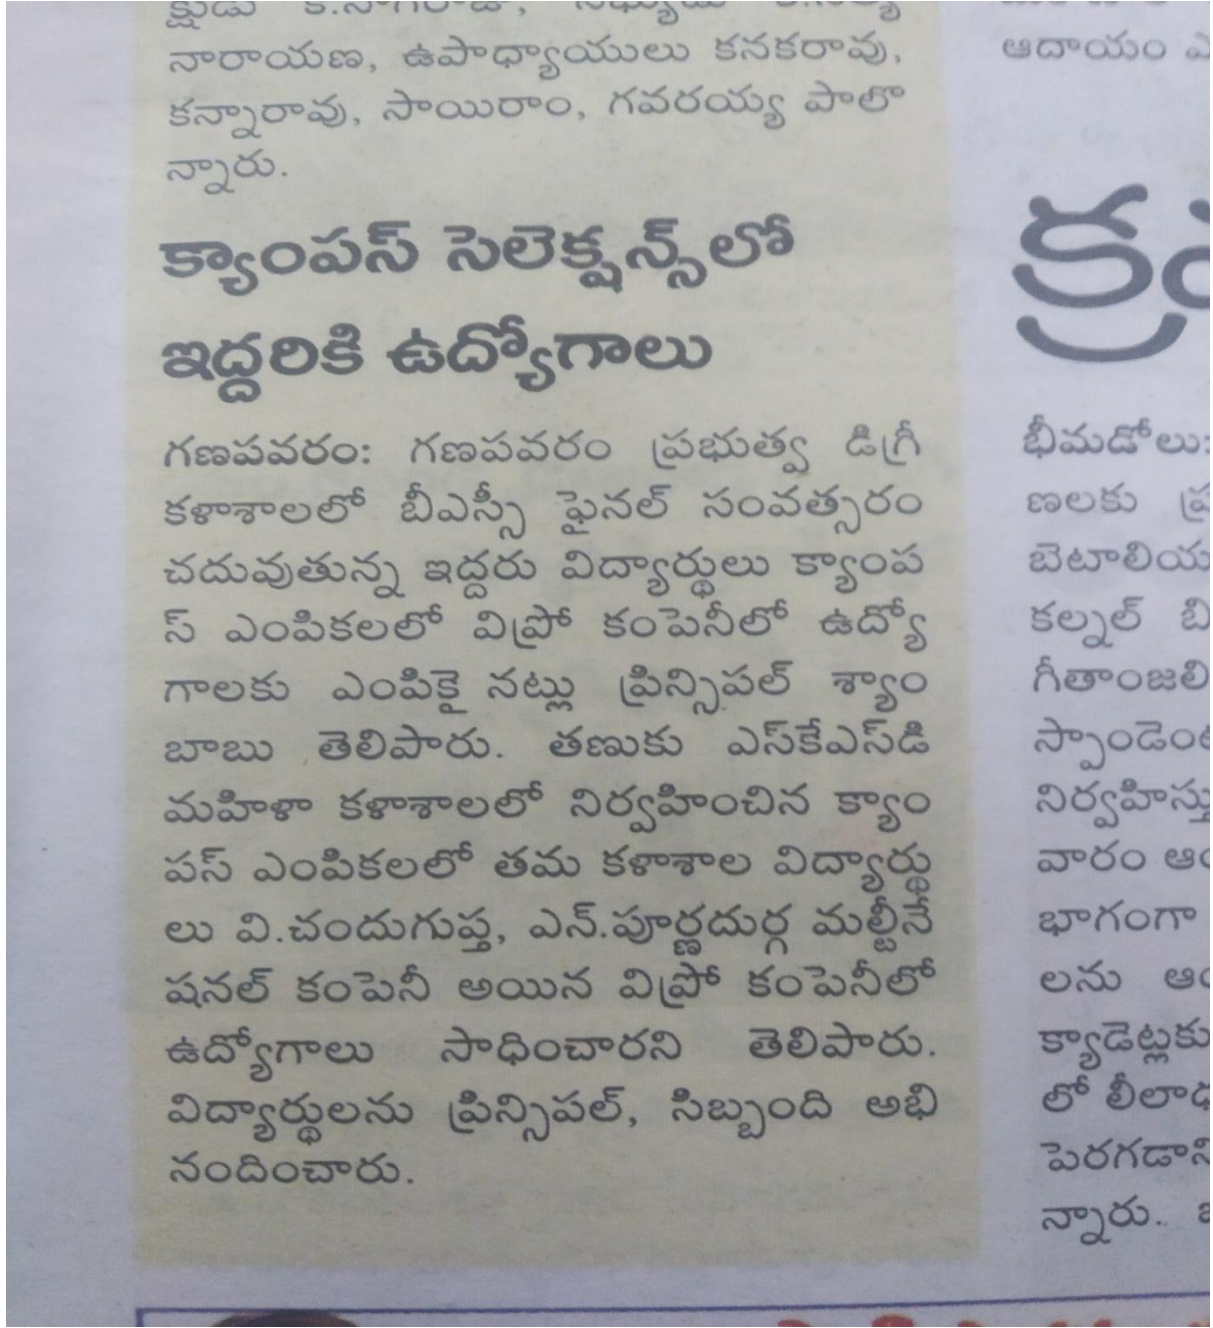 నారాయణ, ఉపాధ్యాయులు కనకరావు,
కన్నారావు, సాయిరాం, గవరయ్య పాలొ
న్నారు.
క్యాంపస్ సెలెక్షన్స్‌లో
ఇద్దరికి ఉద్యోగాలు
గణపవరం: గణపవరం ప్రభుత్వ డిగ్రీ
కళాశాలలో బీఎస్సీ ఫైనల్ సంవత్సరం
చదువుతున్న ఇద్దరు విద్యార్థులు క్యాంప
స్ ఎంపికలలో విప్రో కంపెనీలో ఉద్యో
గాలకు ఎంపికై నట్లు ప్రిన్సిపల్ శ్యాం
బాబు తెలిపారు. తణుకు ఎస్‌కేఎస్‌డి
మహిళా కళాశాలలో నిర్వహించిన క్యాం
పస్ ఎంపికలలో తమ కళాశాల విద్యార్థు
లు వి.చందుగుప్త, ఎన్.పూర్ణదుర్గ మల్టీనే
షనల్ కంపెనీ అయిన విప్రో కంపెనీలో
ఉద్యోగాలు సాధించారని తెలిపారు.
విద్యార్థులను ప్రిన్సిపల్, సిబ్బంది అభి
నందించారు.
ఆదాయం
భీమడోలు:
ణలకు
బెటాలియ
కల్నల్
గీతాంజలి
స్పాండెం
నిర్వహిస్తు
వారం
భాగంగా
లను
క్యాడెట్లకు
లో
పెరగడాని
న్నారు.